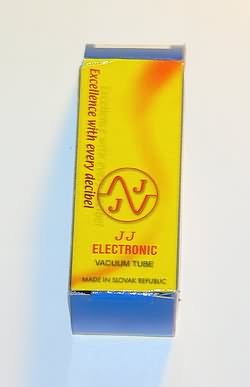 Excellence with every decibel
JJ
JJ
ELECTRONIC
VACUUM TUBE
MADE IN SLOVAK REPUBLIC